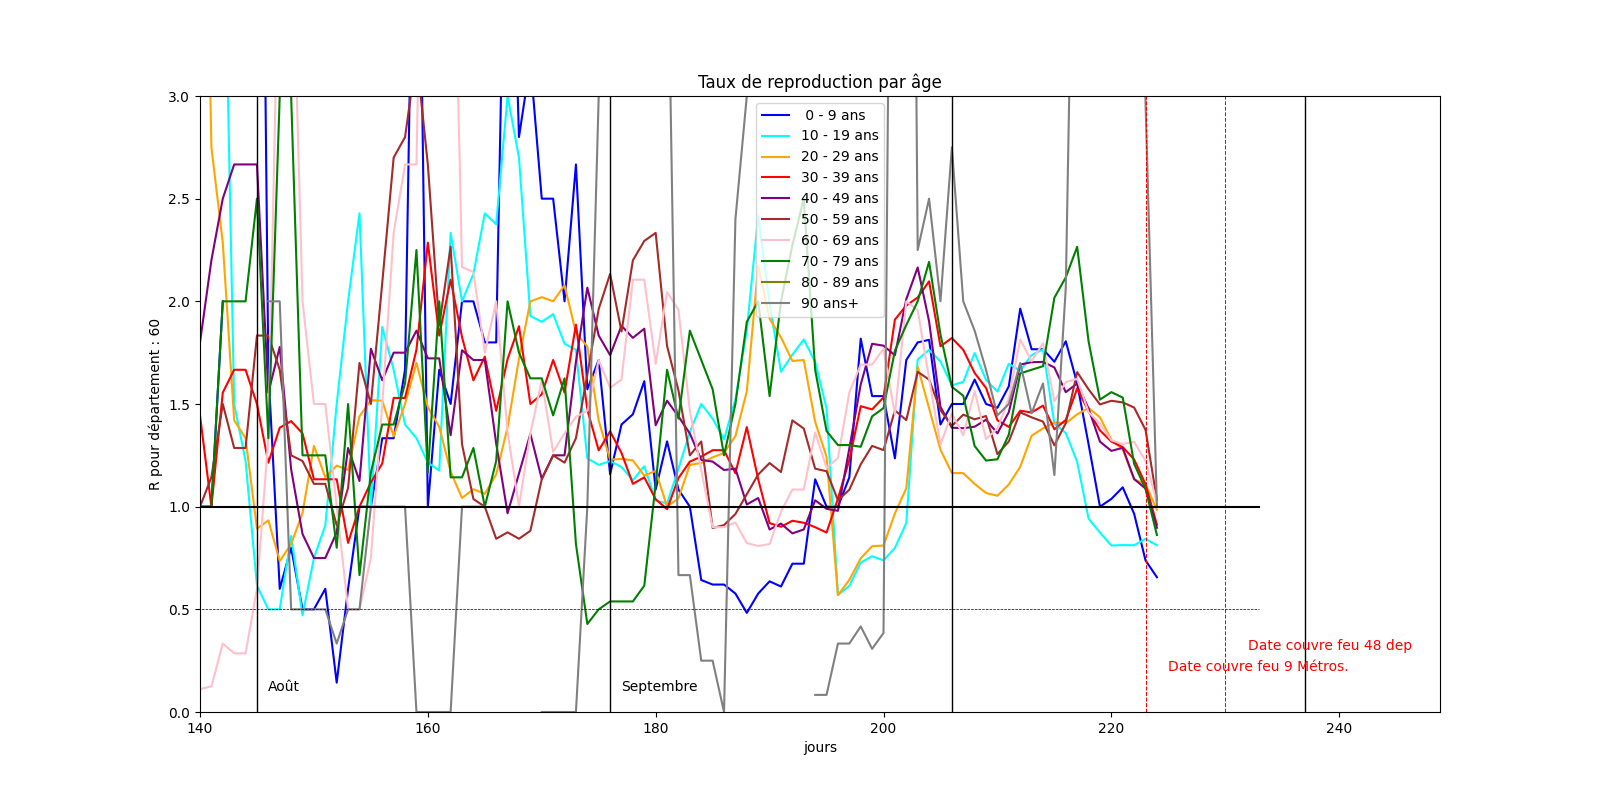 Taux de reproduction par âge
R pour département : 60
3.0
2.5
2.0
1.5
1.0
0.5
0.0
0 - 9 ans
10 - 19 ans
20 - 29 ans
30 - 39 ans
40 - 49 ans
50 - 59 ans
60 - 69 ans
70 - 79 ans
80 - 89 ans
90 ans+
Date couvre feu 48 dep
Date couvre feu 9 Métros.
Août
Septembre
140 160 180 200 220 240
jours